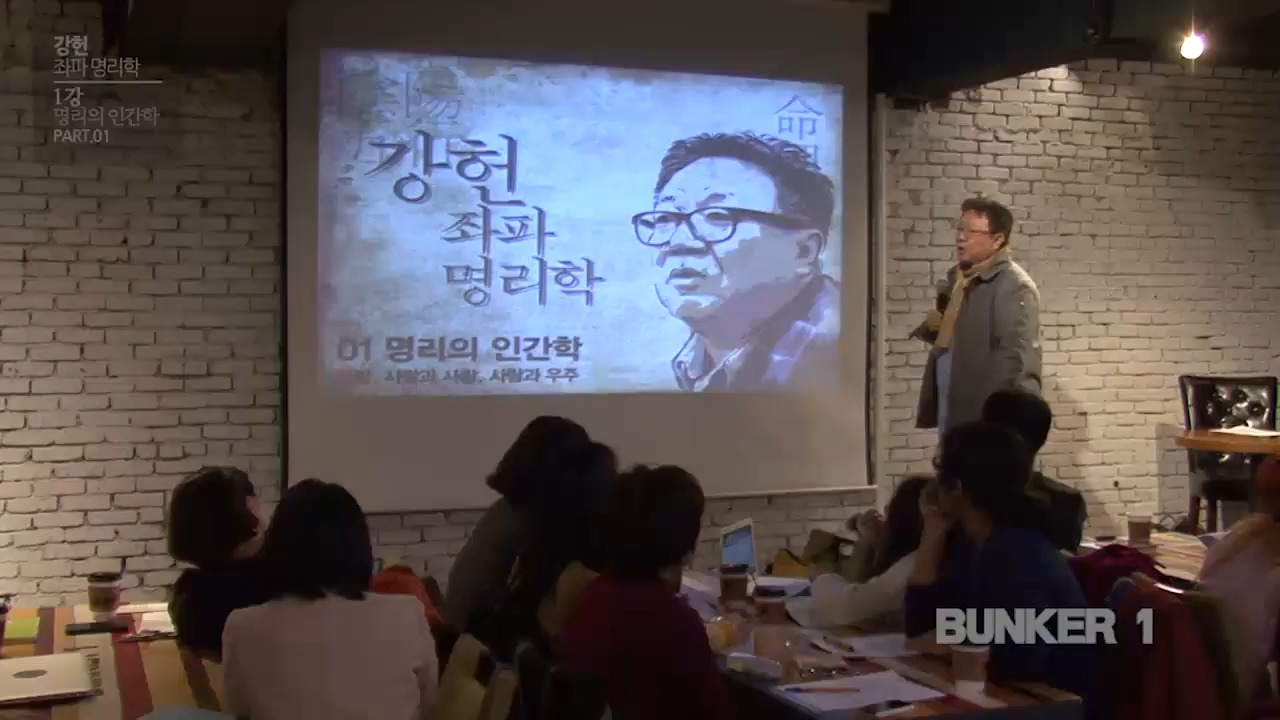 강헌
좌파 명리학
1강
명리의 인간학
PART.01
命
강헌
좌파
명리학
01 명리의 인간학
사람과 사람, 사람과 우주
BUNKER 1